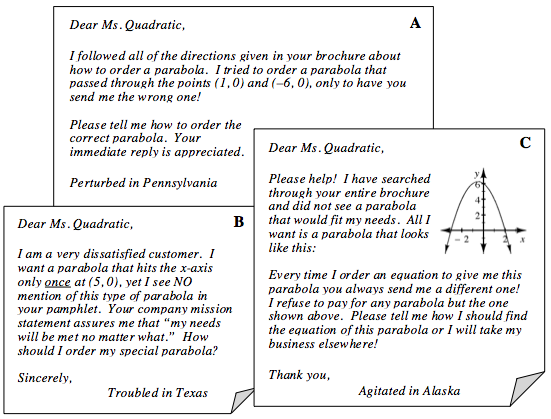 A
Dear Ms. Quadratic,
I followed all of the directions given in your brochure about
how to order a parabola. I tried to order a parabola that
passed through the points (1, 0) and (–6, 0), only to have you
send me the wrong one!
Please tell me how to order the
correct parabola. Your
immediate reply is appreciated.
Perturbed in Pennsylvania
B
Dear Ms. Quadratic,
I am a very dissatisfied customer. I
want a parabola that hits the x-axis
only once at (5, 0), yet I see NO
mention of this type of parabola in
your pamphlet. Your company mission
statement assures me that “my needs
will be met no matter what.” How
should I order my special parabola?
Sincerely,
Troubled in Texas
C
Dear Ms. Quadratic,
Please help! I have searched
through your entire brochure
and did not see a parabola
that would fit my needs. All I
want is a parabola that looks
like this:
y
6
4
2
– 2
2
x
Every time I order an equation to give me this
parabola you always send me a different one!
I refuse to pay for any parabola but the one
shown above. Please tell me how I should find
the equation of this parabola or I will take my
business elsewhere!
Thank you,
Agitated in Alaska